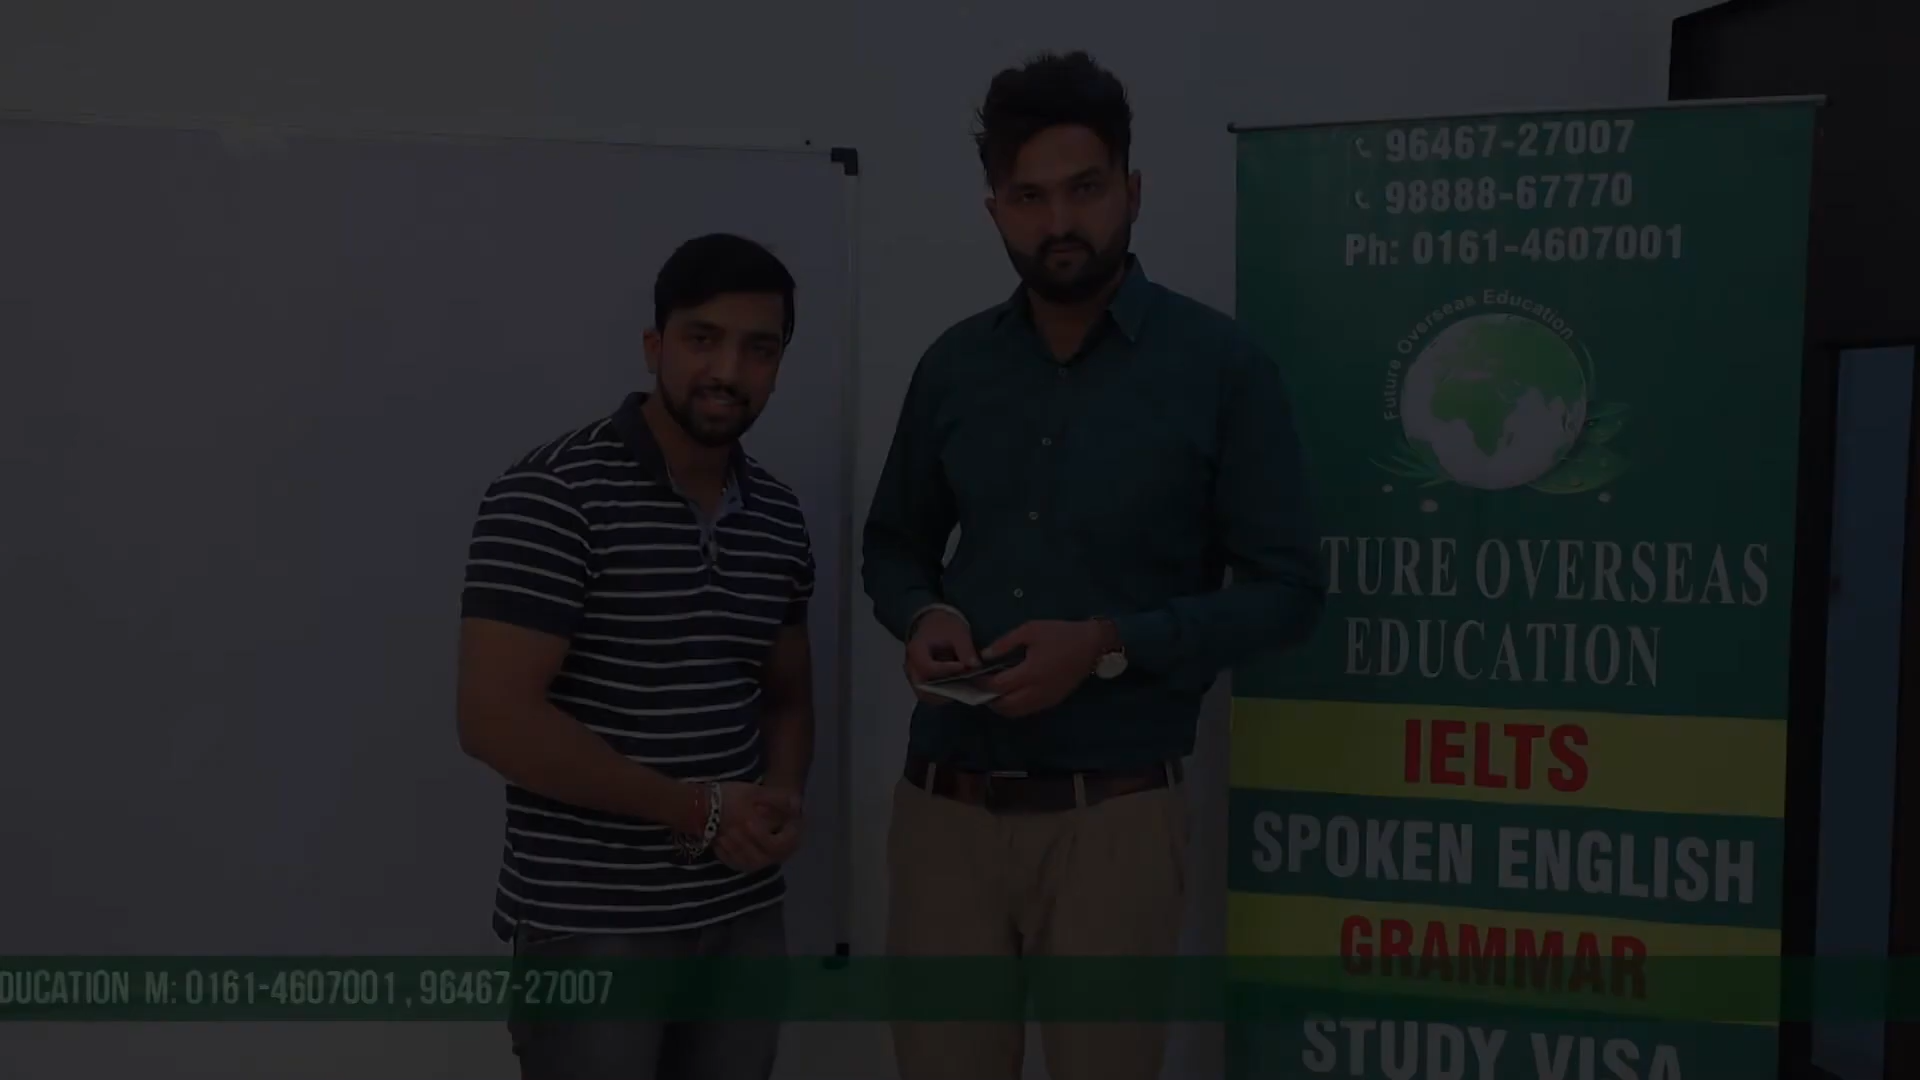 96467-27007
98888-67770
Ph: 0161-4607001
Future Overseas Education
TURE OVERSEAS
EDUCATION
IELTS
SPOKEN ENGLISH
GRAMMAR
STUDY VISA
DUCATION M: 0161-4607001 , 96467-27007